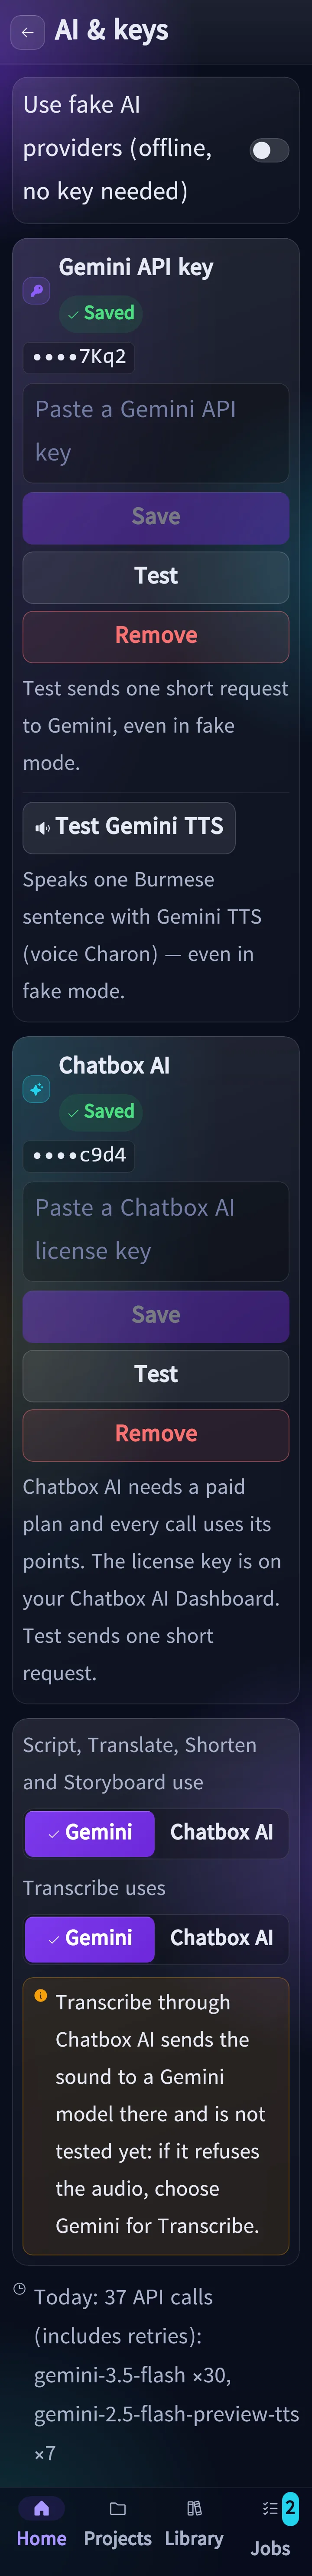 AI & keys
Use fake AI
providers (offline,
no key needed)
Gemini API key
✓ Saved
••••7Kq2
Paste a Gemini API
key
Save
Test
Remove
Test sends one short request
to Gemini, even in fake
mode.
Test Gemini TTS
Speaks one Burmese
sentence with Gemini TTS
(voice Charon) — even in
fake mode.
Chatbox AI
✓ Saved
••••c9d4
Paste a Chatbox AI
license key
Save
Test
Remove
Chatbox AI needs a paid
plan and every call uses its
points. The license key is on
your Chatbox AI Dashboard.
Test sends one short
request.
Script, Translate, Shorten
and Storyboard use
✓ Gemini Chatbox AI
Transcribe uses
✓ Gemini Chatbox AI
Transcribe through
Chatbox AI sends the
sound to a Gemini
model there and is not
tested yet: if it refuses
the audio, choose
Gemini for Transcribe.
Today: 37 API calls
(includes retries):
gemini-3.5-flash ×30,
gemini-2.5-flash-preview-tts
×7
2
Home Projects Library Jobs